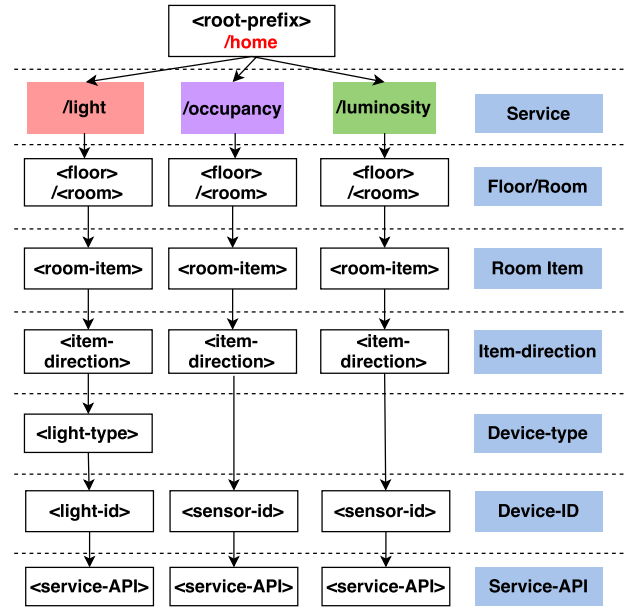 <root-prefix>
/home
/light
/occupancy
/luminosity
Service
<floor>
/<room>
<floor>
/<room>
<floor>
/<room>
Floor/Room
<room-item>
<room-item>
<room-item>
Room Item
<item-
direction>
<item-
direction>
<item-
direction>
Item-direction
<light-type>
Device-type
<light-id>
<sensor-id>
<sensor-id>
Device-ID
<service-API>
<service-API>
<service-API>
Service-API